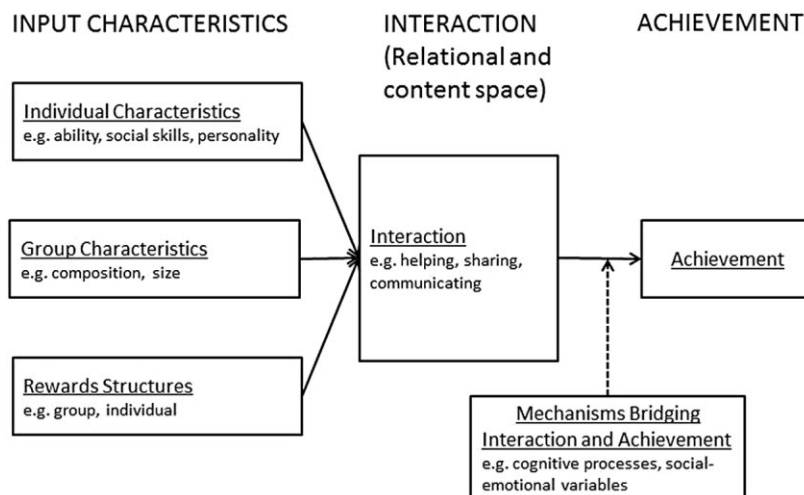 INPUT CHARACTERISTICS
INTERACTION
(Relational and
content space)
ACHIEVEMENT
Individual Characteristics
e.g. ability, social skills, personality
Group Characteristics
e.g. composition, size
Rewards Structures
e.g. group, individual
Interaction
e.g. helping, sharing,
communicating
Achievement
Mechanisms Bridging
Interaction and Achievement
e.g. cognitive processes, social-
emotional variables